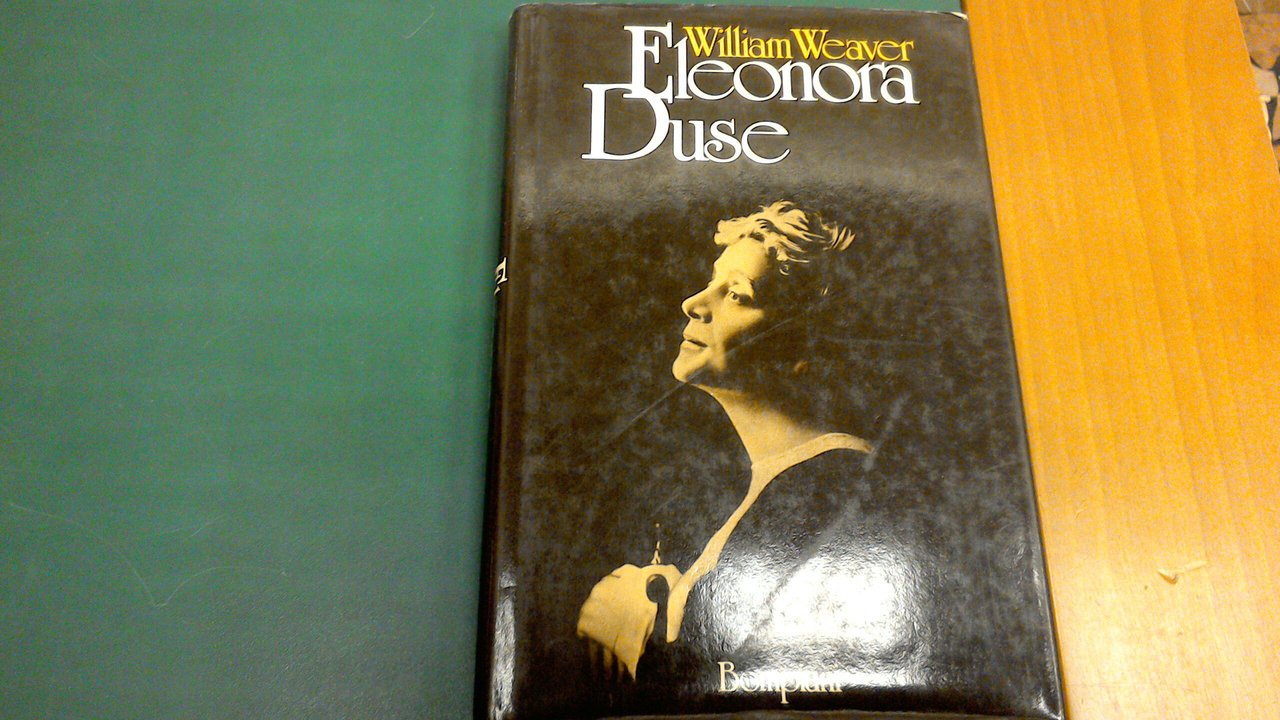 William Weaver
Eleonora
Duse
Bompiani